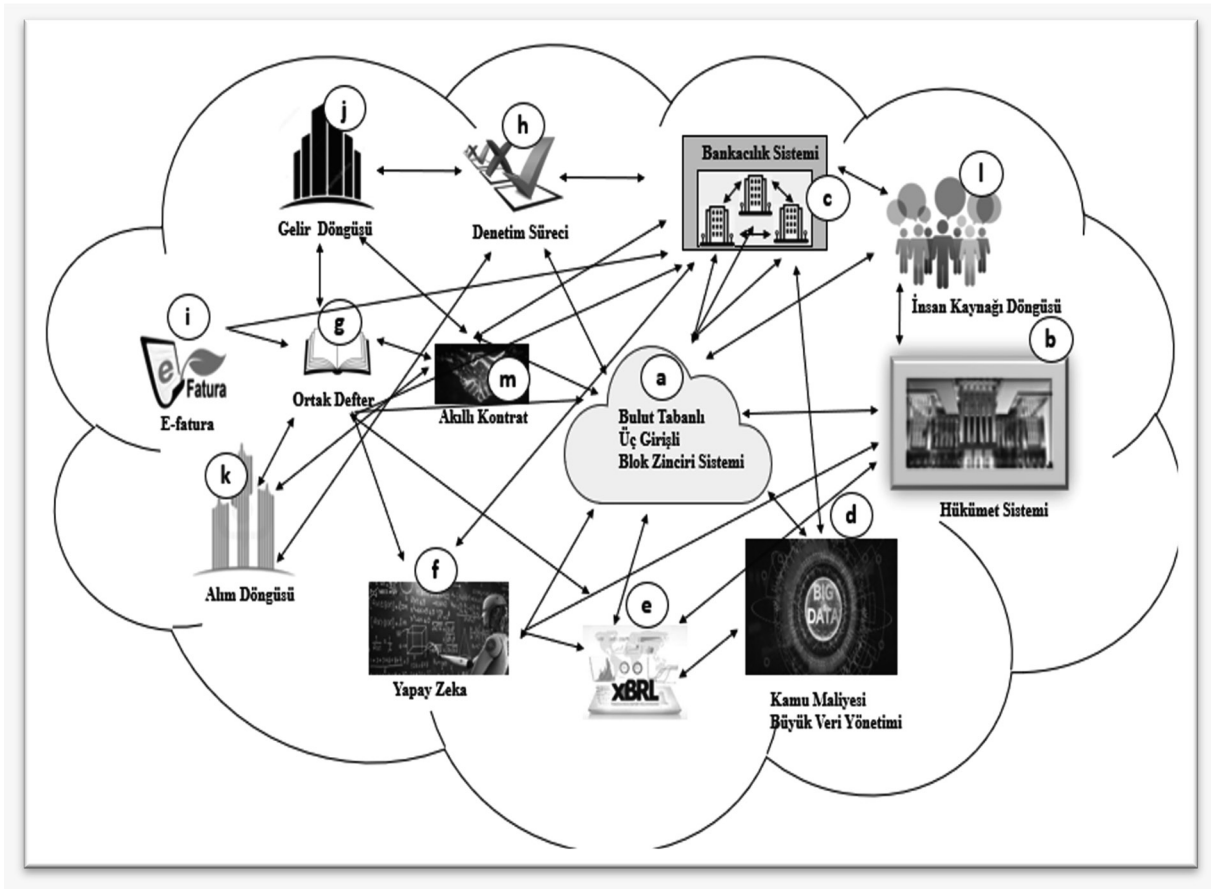 j
h
Bankacılık Sistemi
c
l
Gelir Döngüsü
Denetim Süreci
İnsan Kaynağı Döngüsü
i
g
b
e
Fatura
E-fatura
Ortak Defter
m
Akıllı Kontrat
a
Bulut Tabanlı
Üç Girişli
Blok Zinciri Sistemi
k
Alım Döngüsü
Hükümet Sistemi
d
BIG
DATA
f
Yapay Zeka
e
XBRL
Kamu Maliyesi
Büyük Veri Yönetimi